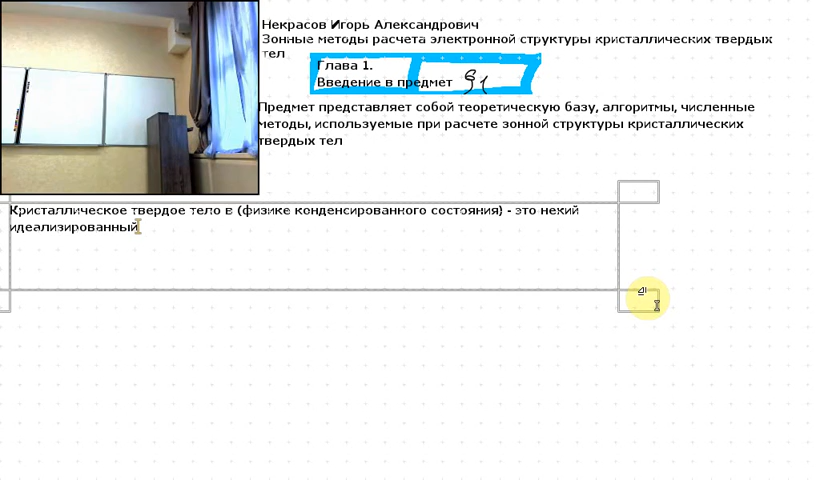 Некрасов Игорь Александрович
Зонные методы расчета электронной структуры кристаллических твердых
тел
Глава 1.
Введение в предмет §1
Предмет представляет собой теоретическую базу, алгоритмы, численные
методы, используемые при расчете зонной структуры кристаллических
твердых тел
Кристаллическое твердое тело в (физике конденсированного состояния) - это некий
идеализированный